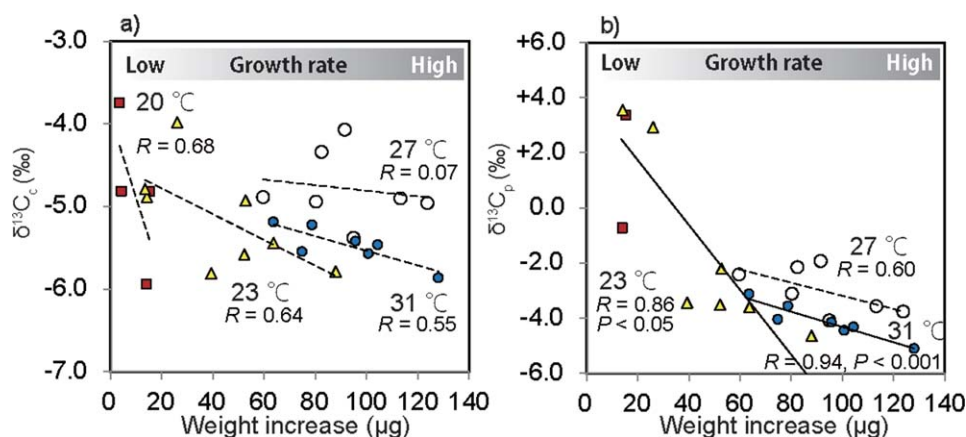 a)
Low Growth rate High
20 °C
R = 0.68
27 °C
R = 0.07
23 °C
R = 0.64
31 °C
R = 0.55
δ¹³C_c (‰)
-3.0
-4.0
-5.0
-6.0
-7.0
0 20 40 60 80 100 120 140
Weight increase (µg)
b)
Low Growth rate High
27 °C
R = 0.60
23 °C
R = 0.86
P < 0.05
31 °C
R = 0.94, P < 0.001
δ¹³C_p (‰)
+6.0
+4.0
+2.0
0.0
-2.0
-4.0
-6.0
0 20 40 60 80 100 120 140
Weight increase (µg)